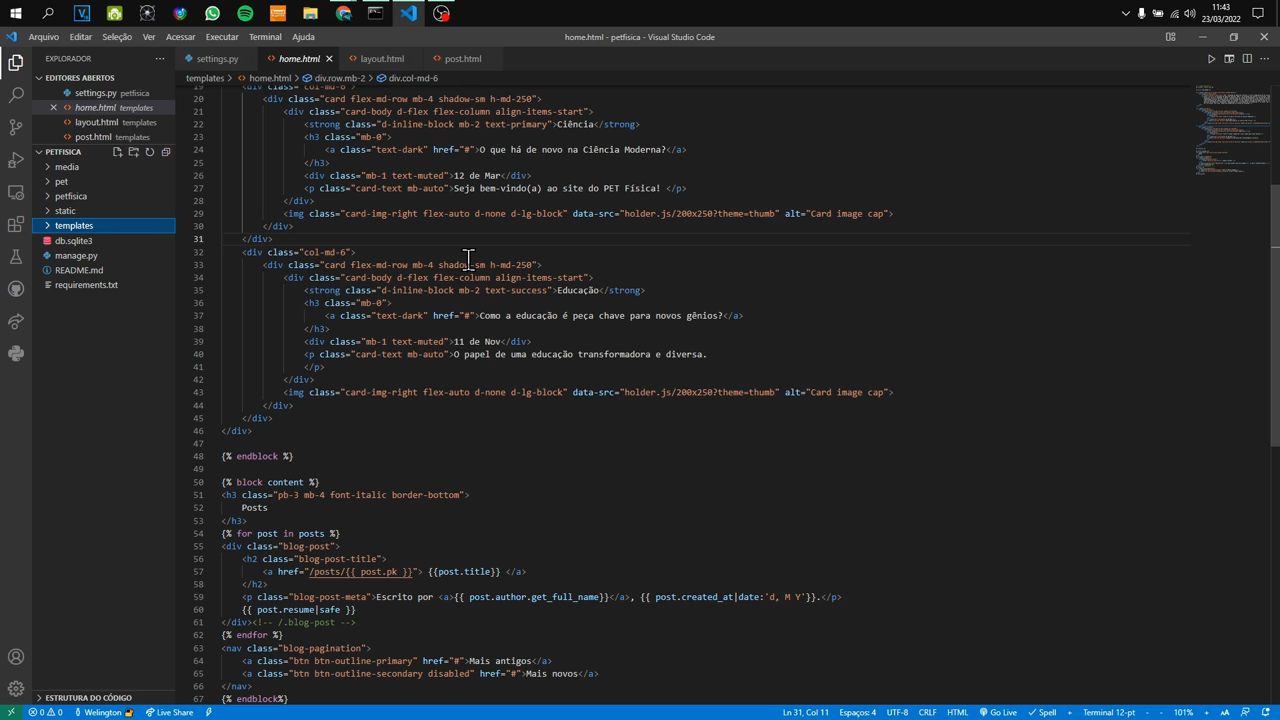 11:43
23/03/2022
Arquivo Editar Seleção Ver Acessar Executar Terminal Ajuda
home.html - petfisica - Visual Studio Code
EXPLORADOR
settings.py
home.html
layout.html
post.html
templates > home.html > div.row.mb-2 > div.col-md-6
EDITORES ABERTOS
settings.py petfisica
home.html templates
layout.html templates
post.html templates
PETFISICA
media
pet
petfisica
static
templates
db.sqlite3
manage.py
README.md
requirements.txt
ESTRUTURA DO CÓDIGO
19 <div class="col-md-6">
20 <div class="card flex-md-row mb-4 shadow-sm h-md-250">
21 <div class="card-body d-flex flex-column align-items-start">
22 <strong class="d-inline-block mb-2 text-primary">Ciência</strong>
23 <h3 class="mb-0">
24 <a class="text-dark" href="#">O que há de novo na Ciência Moderna?</a>
25 </h3>
26 <div class="mb-1 text-muted">12 de Mar</div>
27 <p class="card-text mb-auto">Seja bem-vindo(a) ao site do PET Física! </p>
28 </div>
29 <img class="card-img-right flex-auto d-none d-lg-block" data-src="holder.js/200x250?theme=thumb" alt="Card image cap">
30 </div>
31 </div>
32 <div class="col-md-6">
33 <div class="card flex-md-row mb-4 shadow-sm h-md-250">
34 <div class="card-body d-flex flex-column align-items-start">
35 <strong class="d-inline-block mb-2 text-success">Educação</strong>
36 <h3 class="mb-0">
37 <a class="text-dark" href="#">Como a educação é peça chave para novos gênios?</a>
38 </h3>
39 <div class="mb-1 text-muted">11 de Nov</div>
40 <p class="card-text mb-auto">O papel de uma educação transformadora e diversa.
41 </p>
42 </div>
43 <img class="card-img-right flex-auto d-none d-lg-block" data-src="holder.js/200x250?theme=thumb" alt="Card image cap">
44 </div>
45 </div>
46 </div>
47
48 {% endblock %}
49
50 {% block content %}
51 <h3 class="pb-3 mb-4 font-italic border-bottom">
52 Posts
53 </h3>
54 {% for post in posts %}
55 <div class="blog-post">
56 <h2 class="blog-post-title">
57 <a href="/posts/{{ post.pk }}"> {{post.title}} </a>
58 </h2>
59 <p class="blog-post-meta">Escrito por <a>{{ post.author.get_full_name}}</a>, {{ post.created_at|date:'d, M Y'}}.</p>
60 {{ post.resume|safe }}
61 </div><!-- /.blog-post -->
62 {% endfor %}
63 <nav class="blog-pagination">
64 <a class="btn btn-outline-primary" href="#">Mais antigos</a>
65 <a class="btn btn-outline-secondary disabled" href="#">Mais novos</a>
66 </nav>
67 {% endblock%}
0 0 Welington Live Share Ln 31, Col 11 Espaços: 4 UTF-8 CRLF HTML Go Live Spell + Terminal 12-pt - - 101% +